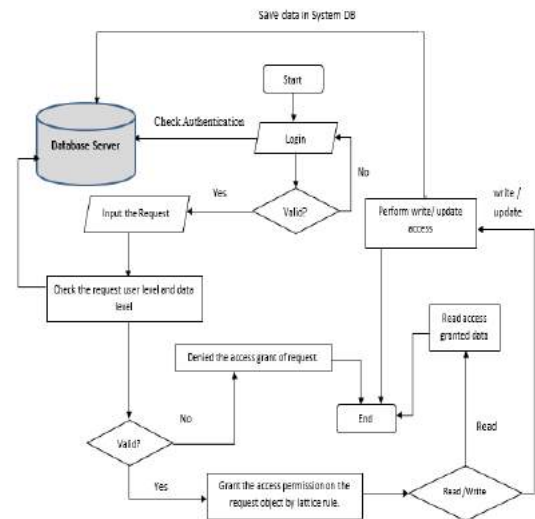 Save data in System DB
Start
Check Authentication
Login
Database Server
No
Yes
write /
update
Input the Request
Valid?
Perform write/ update
access
Check the request user level and data
level
Read access
granted data
Denied the access grant of request
No
End
Valid?
Read
Yes
Grant the access permission on the
request object by lattice rule.
Read /Write